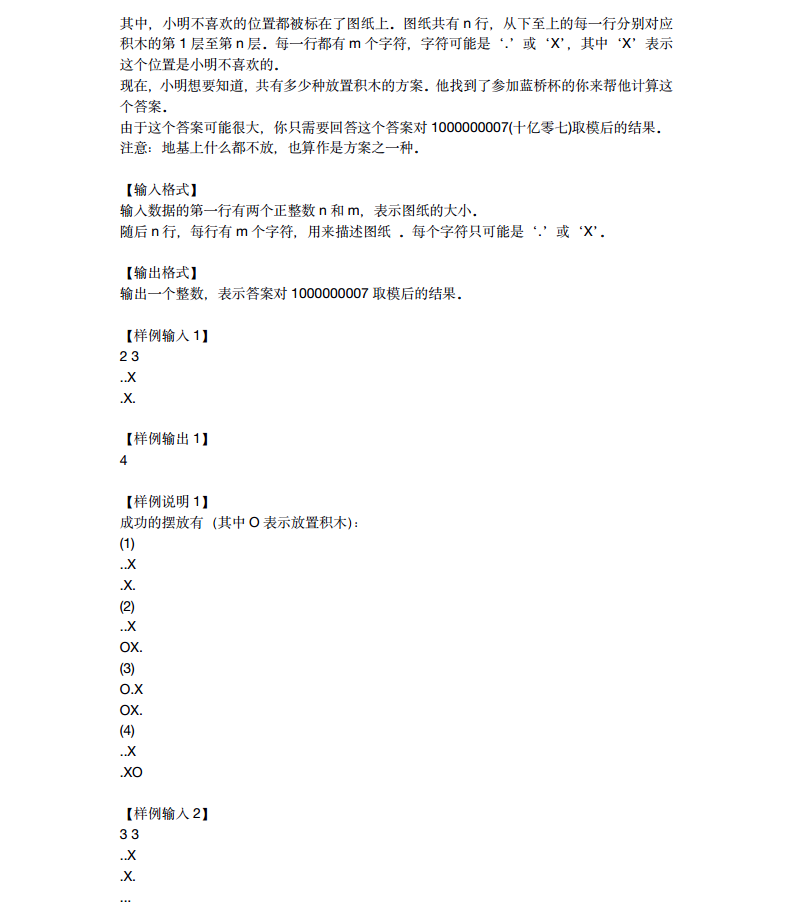 其中，小明不喜欢的位置都被标在了图纸上。图纸共有 n 行，从下至上的每一行分别对应
积木的第 1 层至第 n 层。每一行都有 m 个字符，字符可能是‘.’或‘X’，其中‘X’表示
这个位置是小明不喜欢的。
现在，小明想要知道，共有多少种放置积木的方案。他找到了参加蓝桥杯的你来帮他计算这
个答案。
由于这个答案可能很大，你只需要回答这个答案对 1000000007(十亿零七)取模后的结果。
注意：地基上什么都不放，也算作是方案之一种。
【输入格式】
输入数据的第一行有两个正整数 n 和 m，表示图纸的大小。
随后 n 行，每行有 m 个字符，用来描述图纸 。每个字符只可能是‘.’或‘X’。
【输出格式】
输出一个整数，表示答案对 1000000007 取模后的结果。
【样例输入 1】
2 3
..X
.X.
【样例输出 1】
4
【样例说明 1】
成功的摆放有（其中 O 表示放置积木）：
(1)
..X
.X.
(2)
..X
OX.
(3)
O.X
OX.
(4)
..X
.XO
【样例输入 2】
3 3
..X
.X.
...